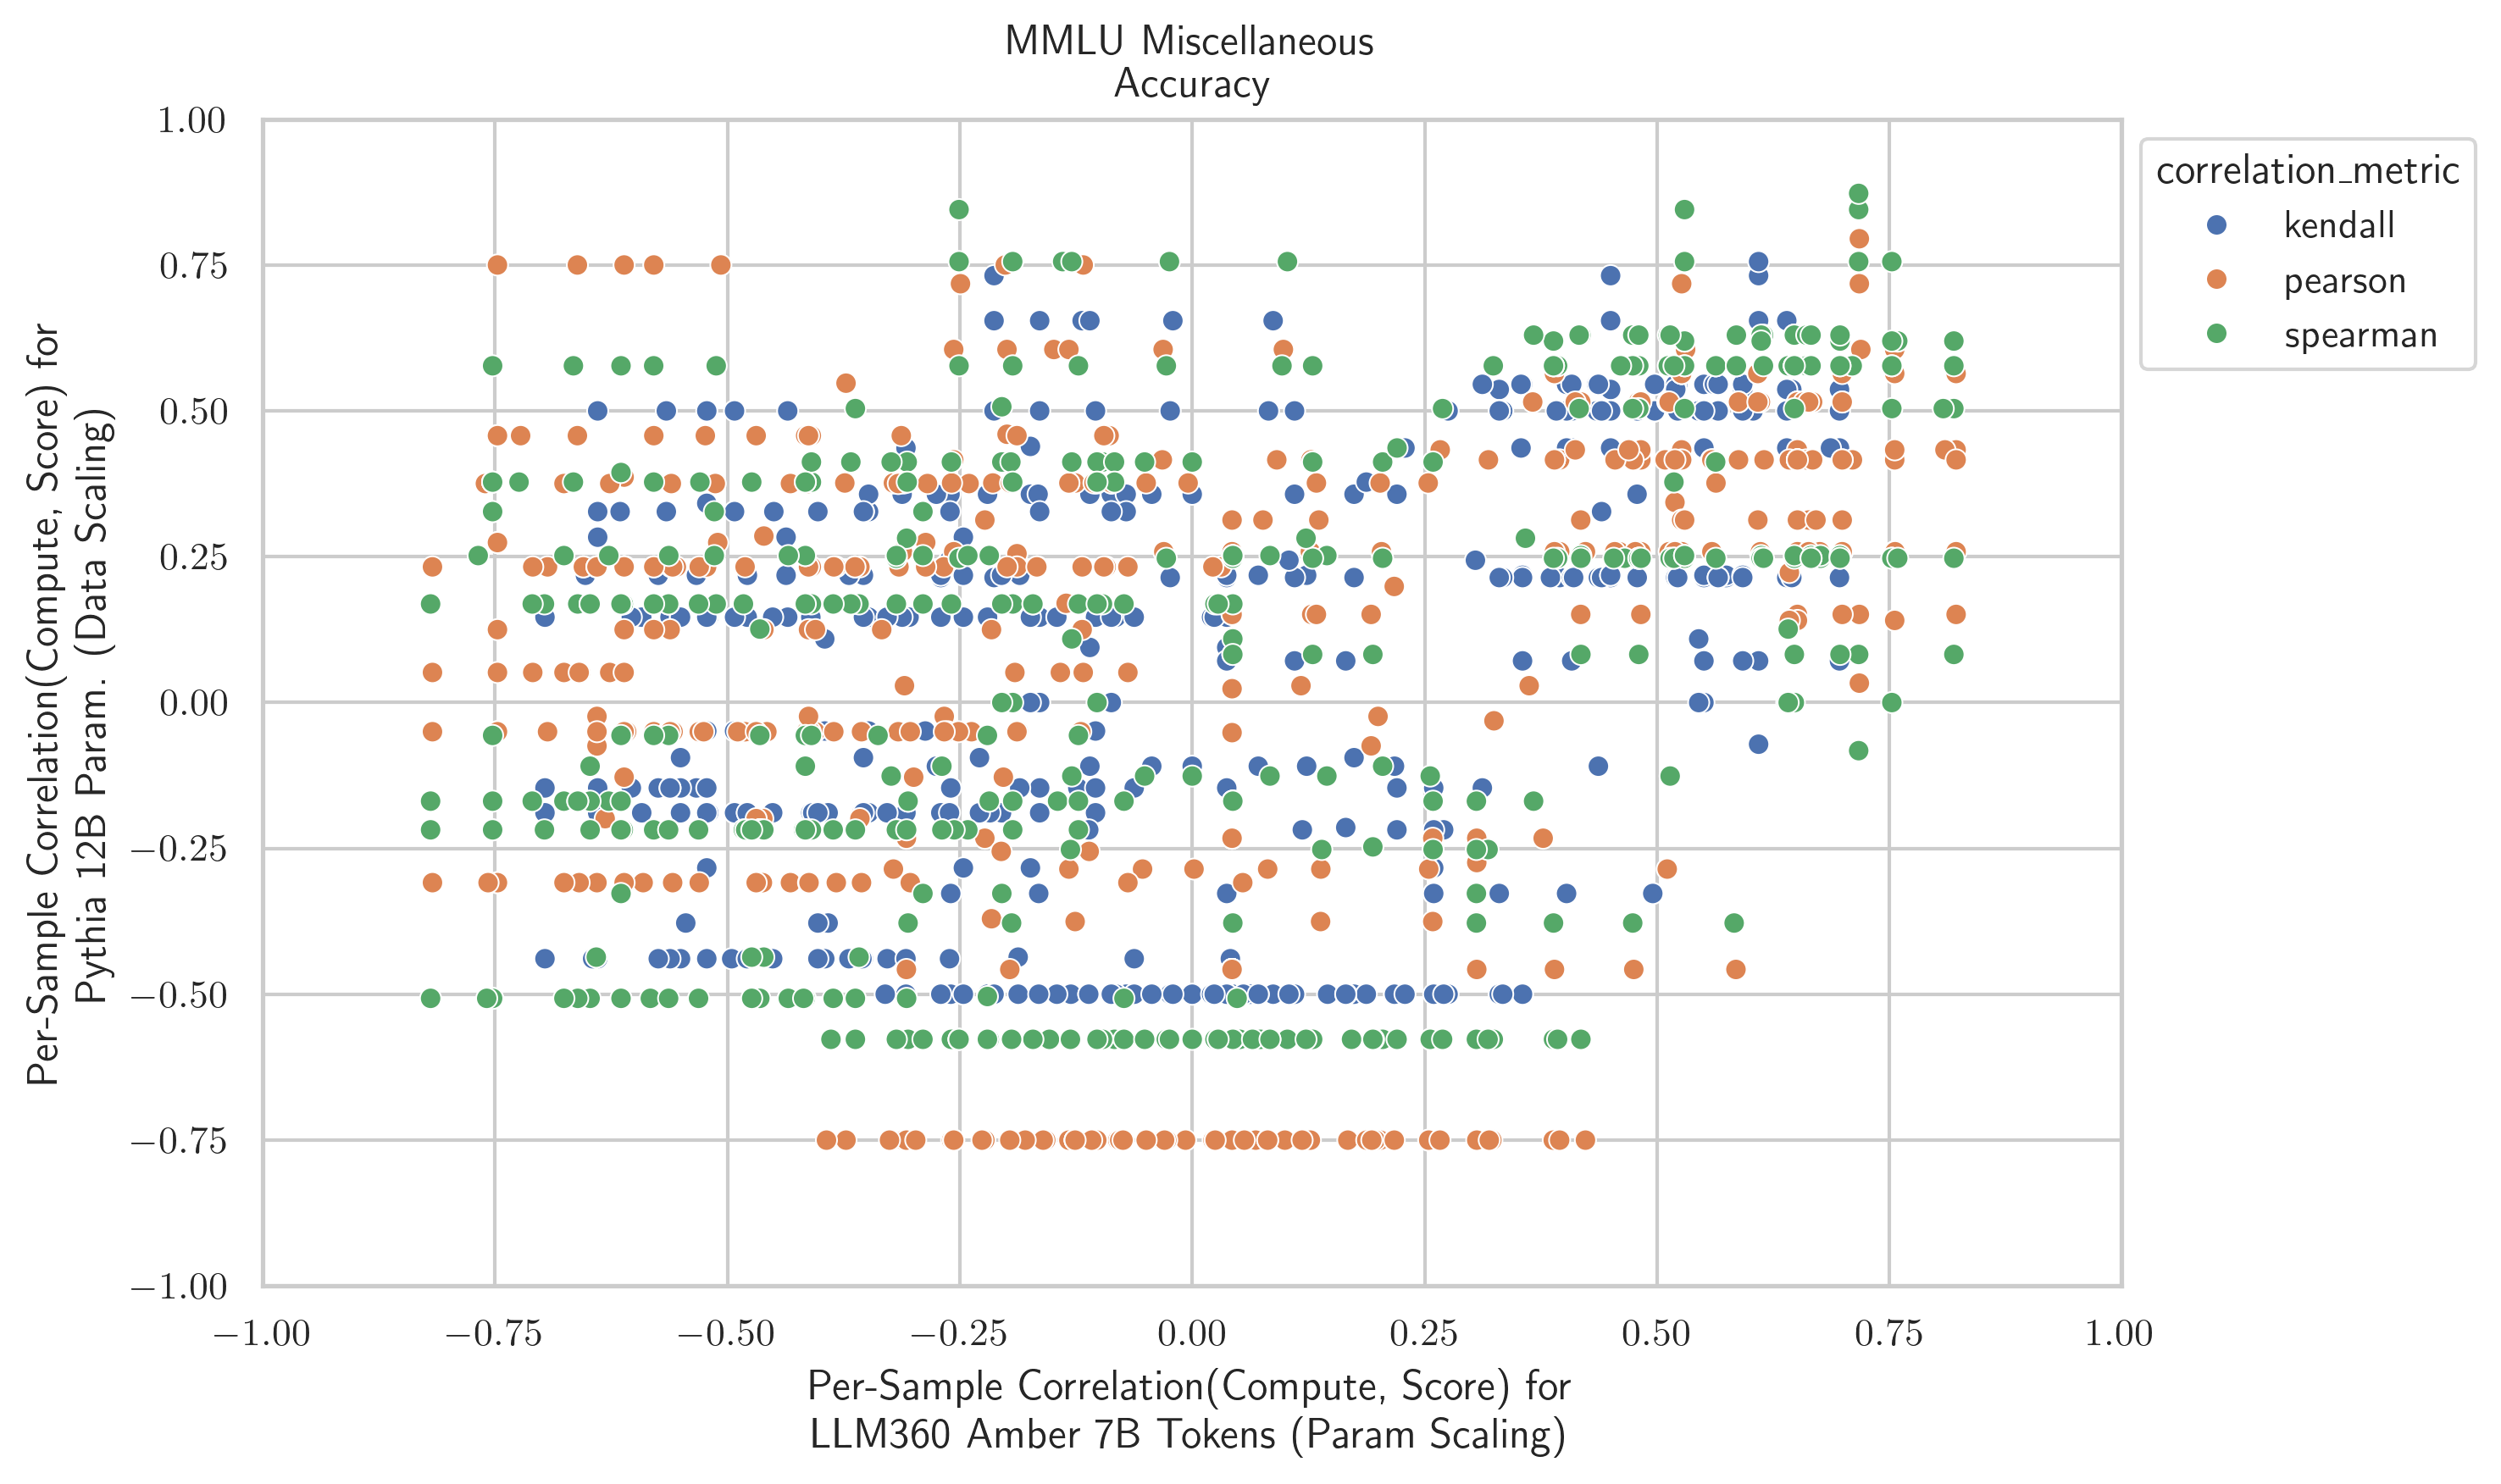 MMLU Miscellaneous
Accuracy
1.00
0.75
0.50
0.25
0.00
−0.25
−0.50
−0.75
−1.00
Per-Sample Correlation(Compute, Score) for
Pythia 12B Param. (Data Scaling)
−1.00 −0.75 −0.50 −0.25 0.00 0.25 0.50 0.75 1.00
Per-Sample Correlation(Compute, Score) for
LLM360 Amber 7B Tokens (Param Scaling)
correlation_metric
kendall
pearson
spearman